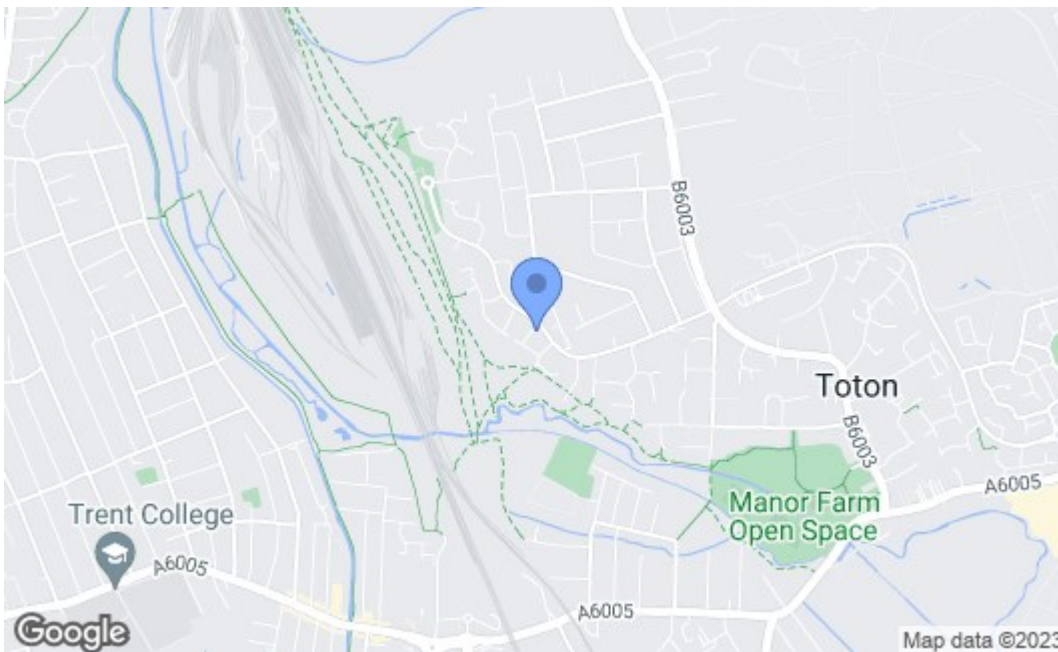 B6003
Toton
B6003
A6005
Manor Farm
Open Space
Trent College
A6005
A6005
Google
Map data ©2023